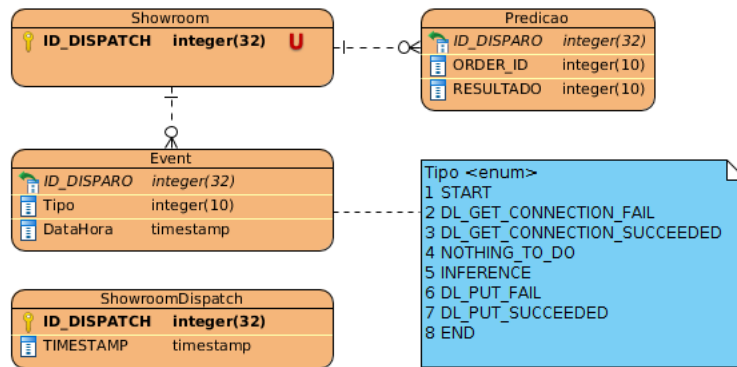 Showroom
ID_DISPATCH integer(32) U
Predicao
ID_DISPARO integer(32)
ORDER_ID integer(10)
RESULTADO integer(10)
Event
ID_DISPARO integer(32)
Tipo integer(10)
DataHora timestamp
Tipo <enum>
1 START
2 DL_GET_CONNECTION_FAIL
3 DL_GET_CONNECTION_SUCCEEDED
4 NOTHING_TO_DO
5 INFERENCE
6 DL_PUT_FAIL
7 DL_PUT_SUCCEEDED
8 END
ShowroomDispatch
ID_DISPATCH integer(32)
TIMESTAMP timestamp